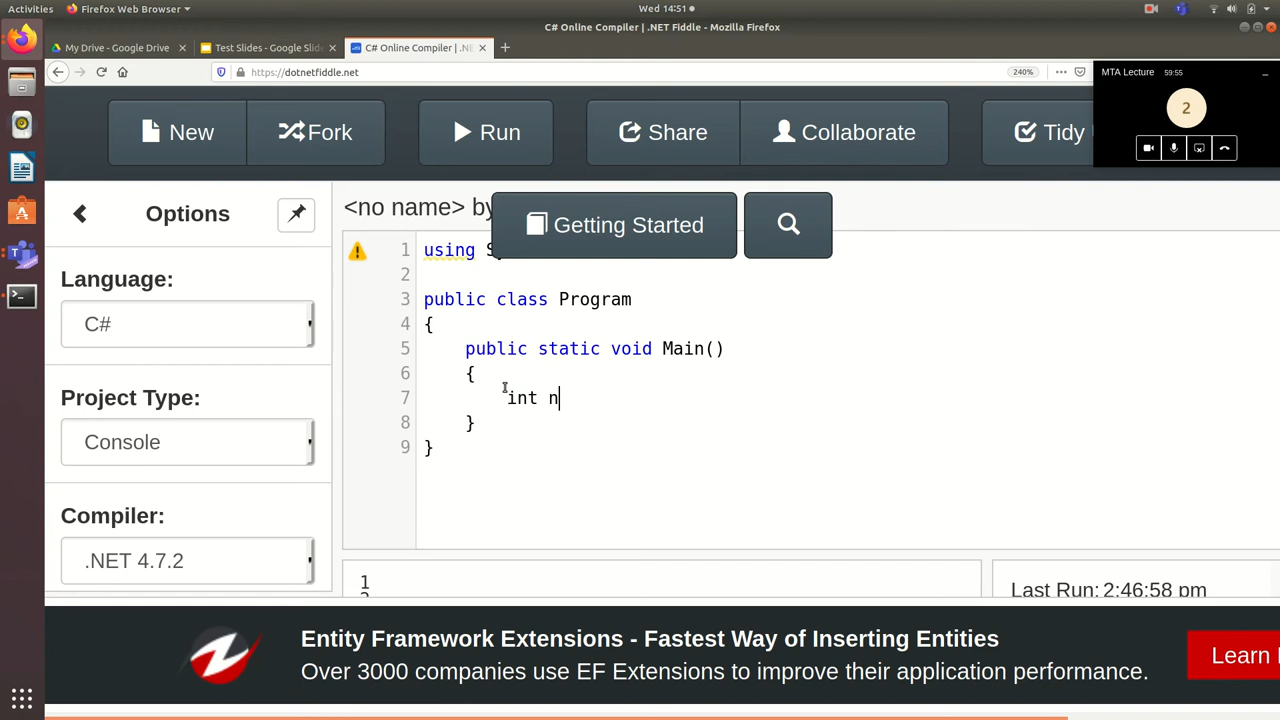 Activities Firefox Web Browser Wed 14:51
C# Online Compiler | .NET Fiddle - Mozilla Firefox
My Drive - Google Drive Test Slides - Google Slide C# Online Compiler | .NE
https://dotnetfiddle.net 240%
MTA Lecture 59:55
2
New Fork Run Share Collaborate Tidy
Options
<no name> by
Getting Started
Language:
C#
Project Type:
Console
Compiler:
.NET 4.7.2
1 using S
2
3 public class Program
4 {
5 public static void Main()
6 {
7 int n
8 }
9 }
1
Last Run: 2:46:58 pm
Entity Framework Extensions - Fastest Way of Inserting Entities
Over 3000 companies use EF Extensions to improve their application performance.
Learn